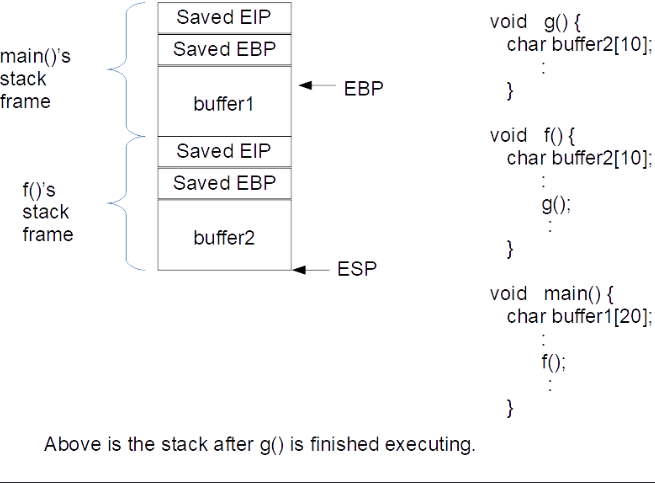 main()'s
stack
frame
Saved EIP
Saved EBP
buffer1
EBP
f()'s
stack
frame
Saved EIP
Saved EBP
buffer2
ESP
void g() {
char buffer2[10];
:
}
void f() {
char buffer2[10];
:
g();
:
}
void main() {
char buffer1[20];
:
f();
:
}
Above is the stack after g() is finished executing.